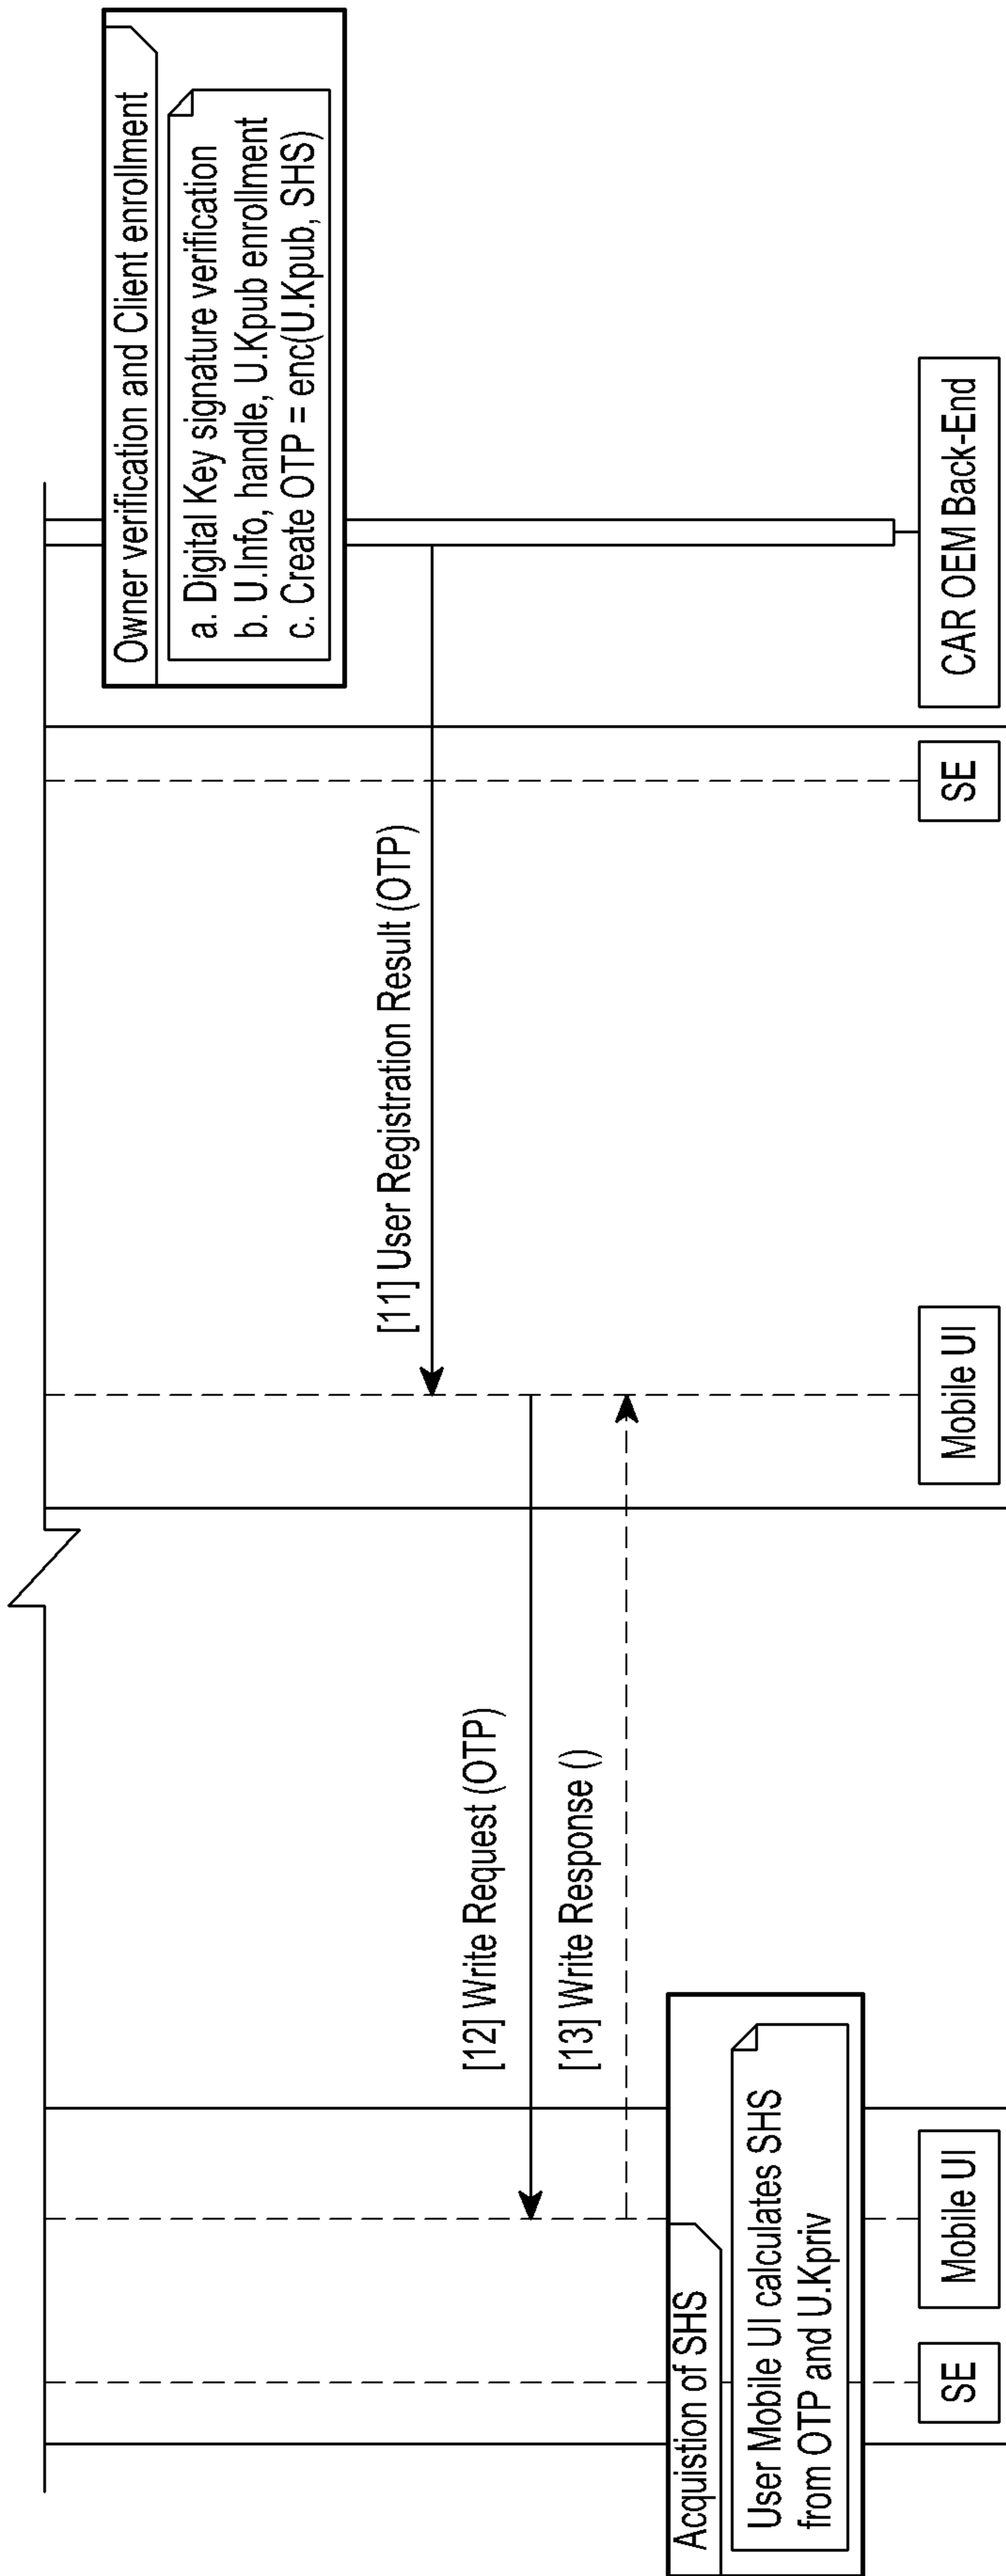 Owner verification and Client enrollment
a. Digital Key signature verification
b. U.Info, handle, U.Kpub enrollment
c. Create OTP = enc(U.Kpub, SHS)
[11] User Registration Result (OTP)
[12] Write Request (OTP)
[13] Write Response ()
Acquistion of SHS
User Mobile UI calculates SHS
from OTP and U.Kpriv
SE
Mobile UI
Mobile UI
SE
CAR OEM Back-End